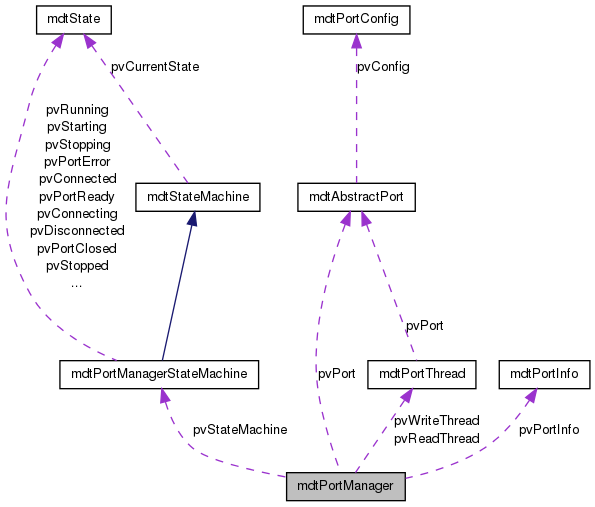 mdtState
mdtPortConfig
pvCurrentState
pvConfig
pvRunning
pvStarting
pvStopping
pvPortError
pvConnected
pvPortReady
pvConnecting
pvDisconnected
pvPortClosed
pvStopped
...
mdtStateMachine
mdtAbstractPort
pvPort
pvPort
mdtPortManagerStateMachine
mdtPortThread
mdtPortInfo
pvStateMachine
pvWriteThread
pvReadThread
pvPortInfo
mdtPortManager